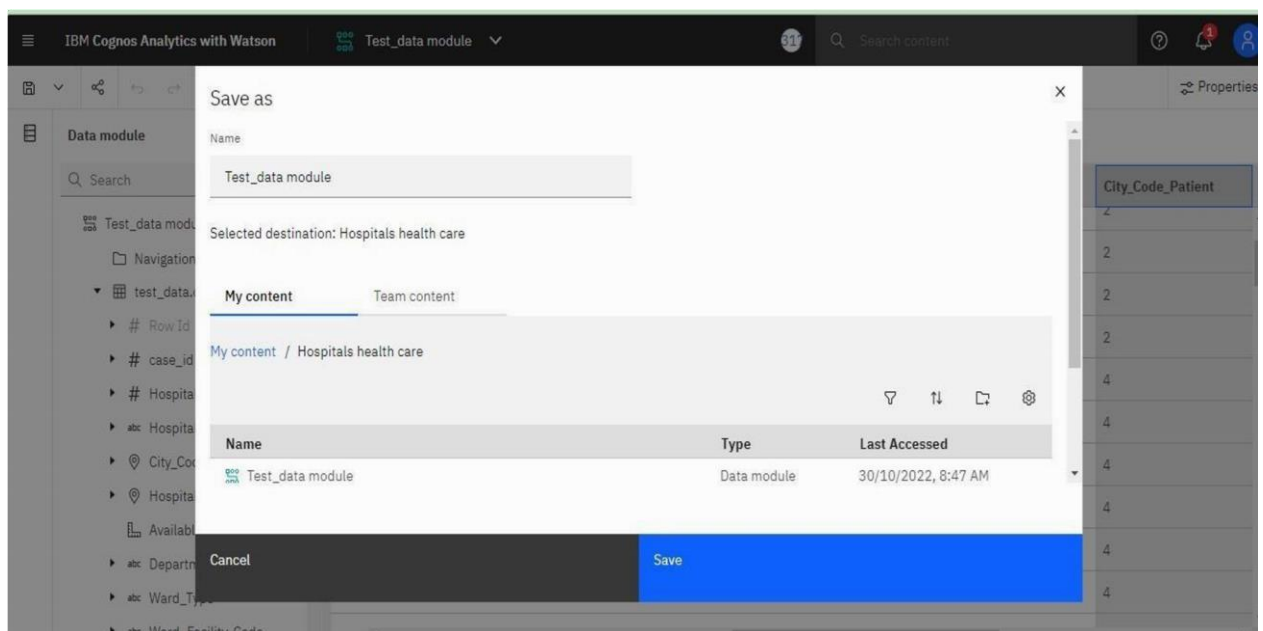 IBM Cognos Analytics with Watson
Test_data module
31
Search content
1
Properties
Data module
Search
Test_data modu
Navigation
test_data.
# Row Id
# case_id
# Hospita
abc Hospita
City_Coo
Hospita
Availabl
abc Departn
abc Ward_Ty
Save as
Name
Test_data module
Selected destination: Hospitals health care
My content Team content
My content / Hospitals health care
Name Type Last Accessed
Test_data module Data module 30/10/2022, 8:47 AM
Cancel Save
City_Code_Patient
2
2
2
2
4
4
4
4
4
4